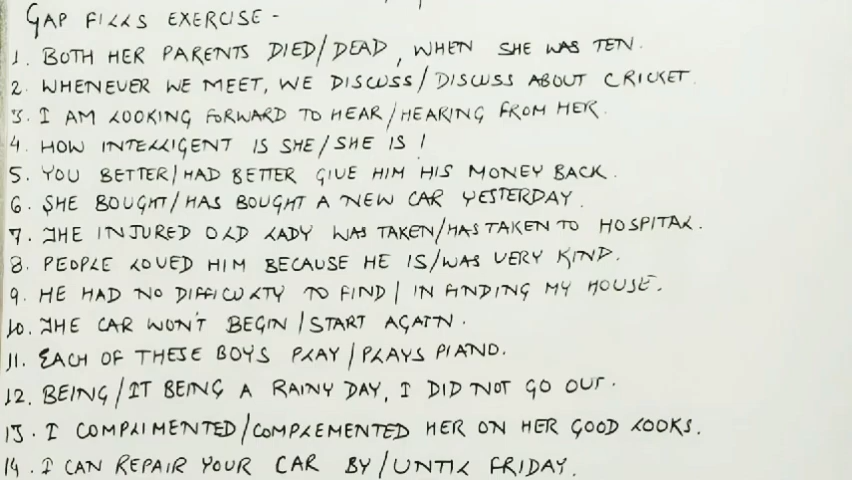 GAP FILLS EXERCISE -
1. BOTH HER PARENTS DIED/DEAD, WHEN SHE WAS TEN.
2. WHENEVER WE MEET, WE DISCUSS/DISCUSS ABOUT CRICKET.
3. I AM LOOKING FORWARD TO HEAR/HEARING FROM HER.
4. HOW INTELLIGENT IS SHE/SHE IS!
5. YOU BETTER/HAD BETTER GIVE HIM HIS MONEY BACK.
6. SHE BOUGHT/HAS BOUGHT A NEW CAR YESTERDAY.
7. THE INJURED OLD LADY WAS TAKEN/HAS TAKEN TO HOSPITAL.
8. PEOPLE LOVED HIM BECAUSE HE IS/WAS VERY KIND.
9. HE HAD NO DIFFICULTY TO FIND/IN FINDING MY HOUSE.
10. THE CAR WON'T BEGIN/START AGAIN.
11. EACH OF THESE BOYS PLAY/PLAYS PIANO.
12. BEING/IT BEING A RAINY DAY, I DID NOT GO OUT.
13. I COMPLIMENTED/COMPLEMENTED HER ON HER GOOD LOOKS.
14. I CAN REPAIR YOUR CAR BY/UNTIL FRIDAY.